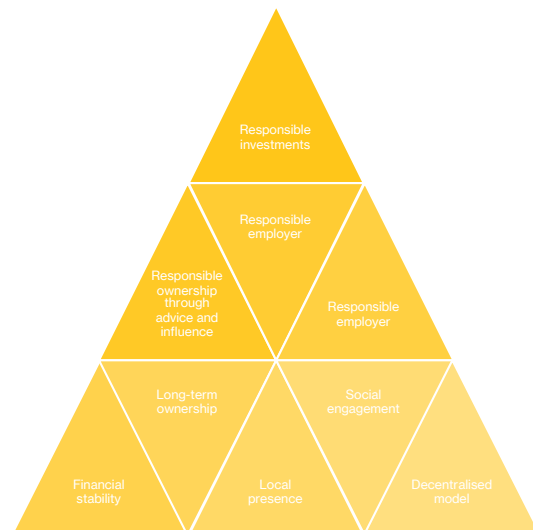 Responsible
investments
Responsible
employer
Responsible
ownership
through
advice and
influence
Responsible
employer
Long-term
ownership
Social
engagement
Financial
stability
Local
presence
Decentralised
model